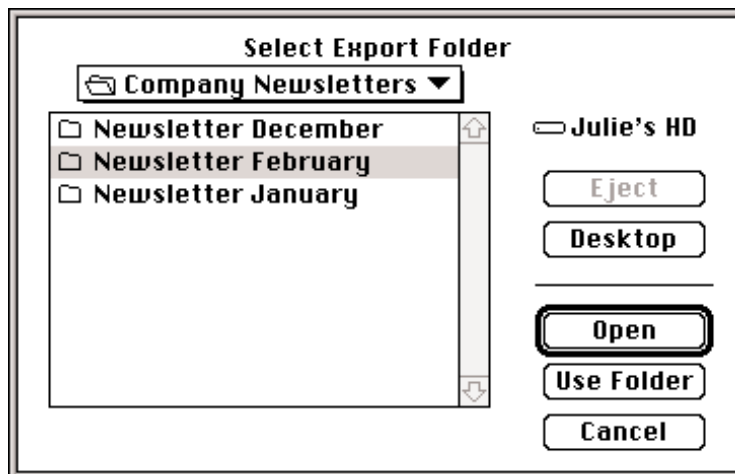 Select Export Folder
Company Newsletters
Newsletter December
Newsletter February
Newsletter January
Julie's HD
Eject
Desktop
Open
Use Folder
Cancel